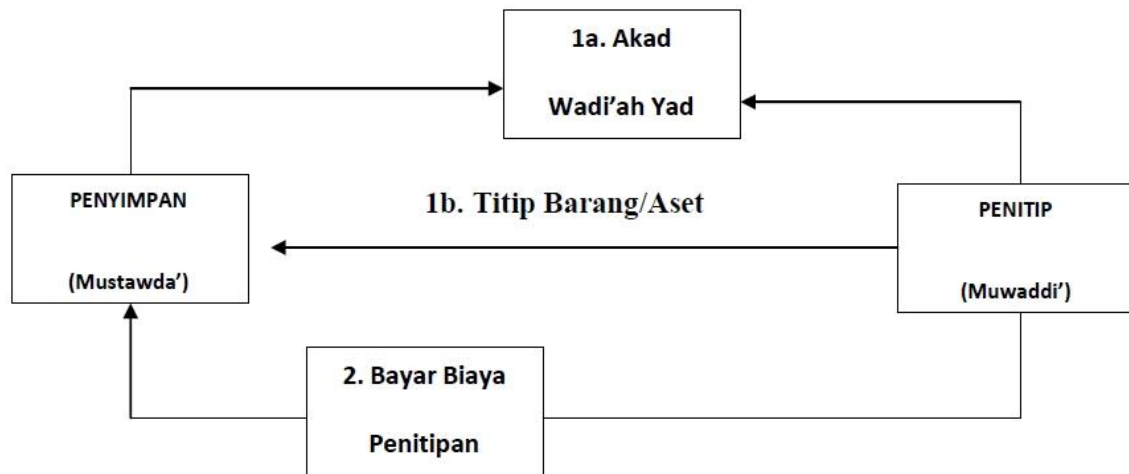 1a. Akad
Wadi’ah Yad
PENYIMPAN
(Mustawda’)
1b. Titip Barang/Aset
PENITIP
(Muwaddi’)
2. Bayar Biaya
Penitipan